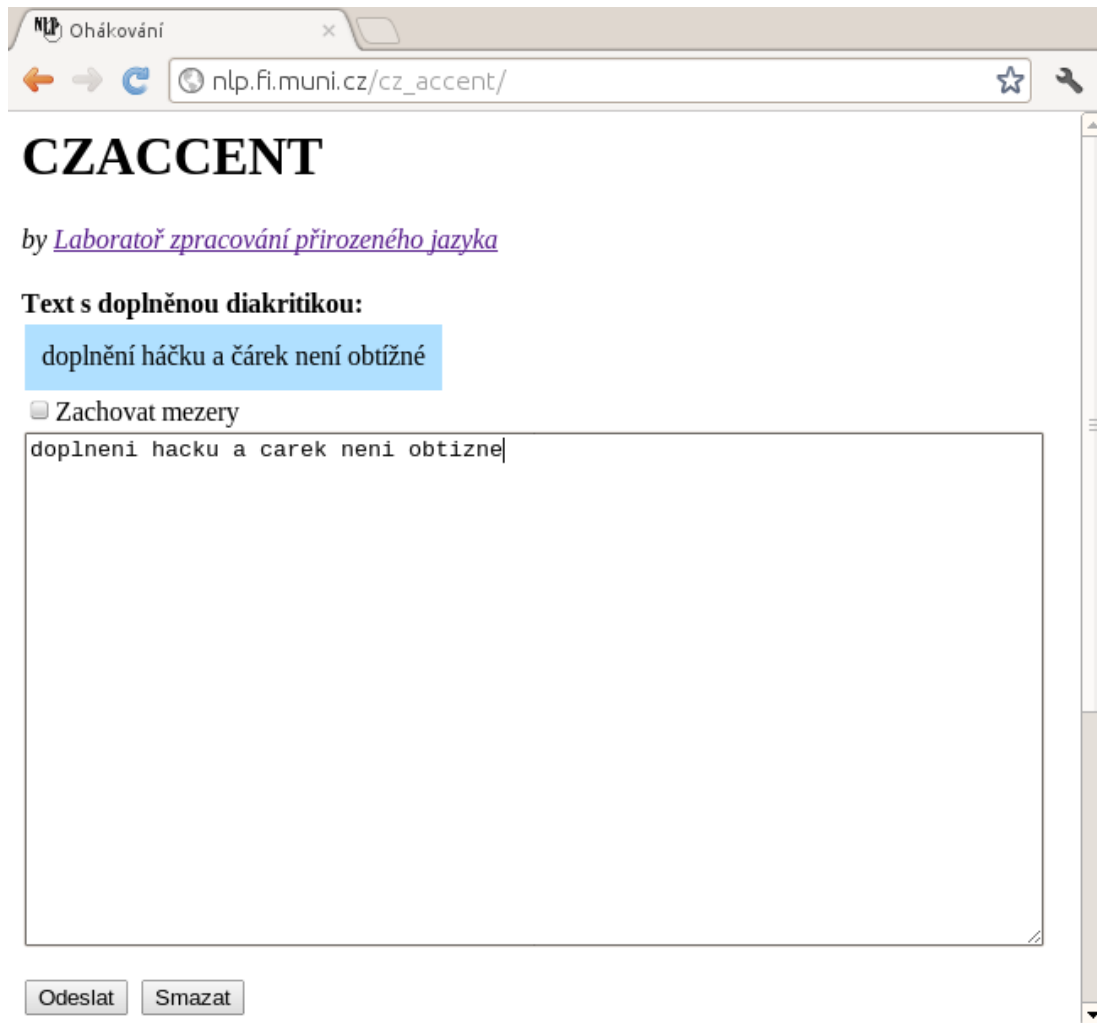 NLP Ohákování
nlp.fi.muni.cz/cz_accent/
CZACCENT
by Laboratoř zpracování přirozeného jazyka
Text s doplněnou diakritikou:
doplnění háčku a čárek není obtížné
Zachovat mezery
doplneni hacku a carek neni obtizne
Odeslat Smazat